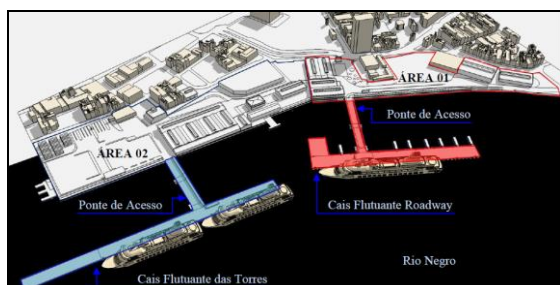 ÁREA 01
Ponte de Acesso
ÁREA 02
Ponte de Acesso
Cais Flutuante Roadway
Rio Negro
Cais Flutuante das Torres